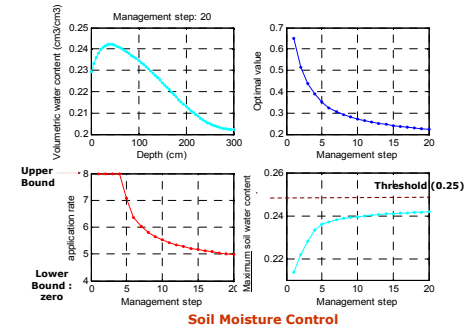 Management step: 20
Volumetric water content (cm3/cm3)
0.25
0.24
0.23
0.22
0.21
0.2
0
100
200
300
Depth (cm)
Optimal value
0.7
0.6
0.5
0.4
0.3
0.2
0
5
10
15
20
Management step
Upper
Bound
Lower
Bound :
zero
application rate
8
7
6
5
4
0
5
10
15
20
Management step
Maximum soil water content
0.26
0.24
0.22
Threshold (0.25)
0
5
10
15
20
Management step
Soil Moisture Control